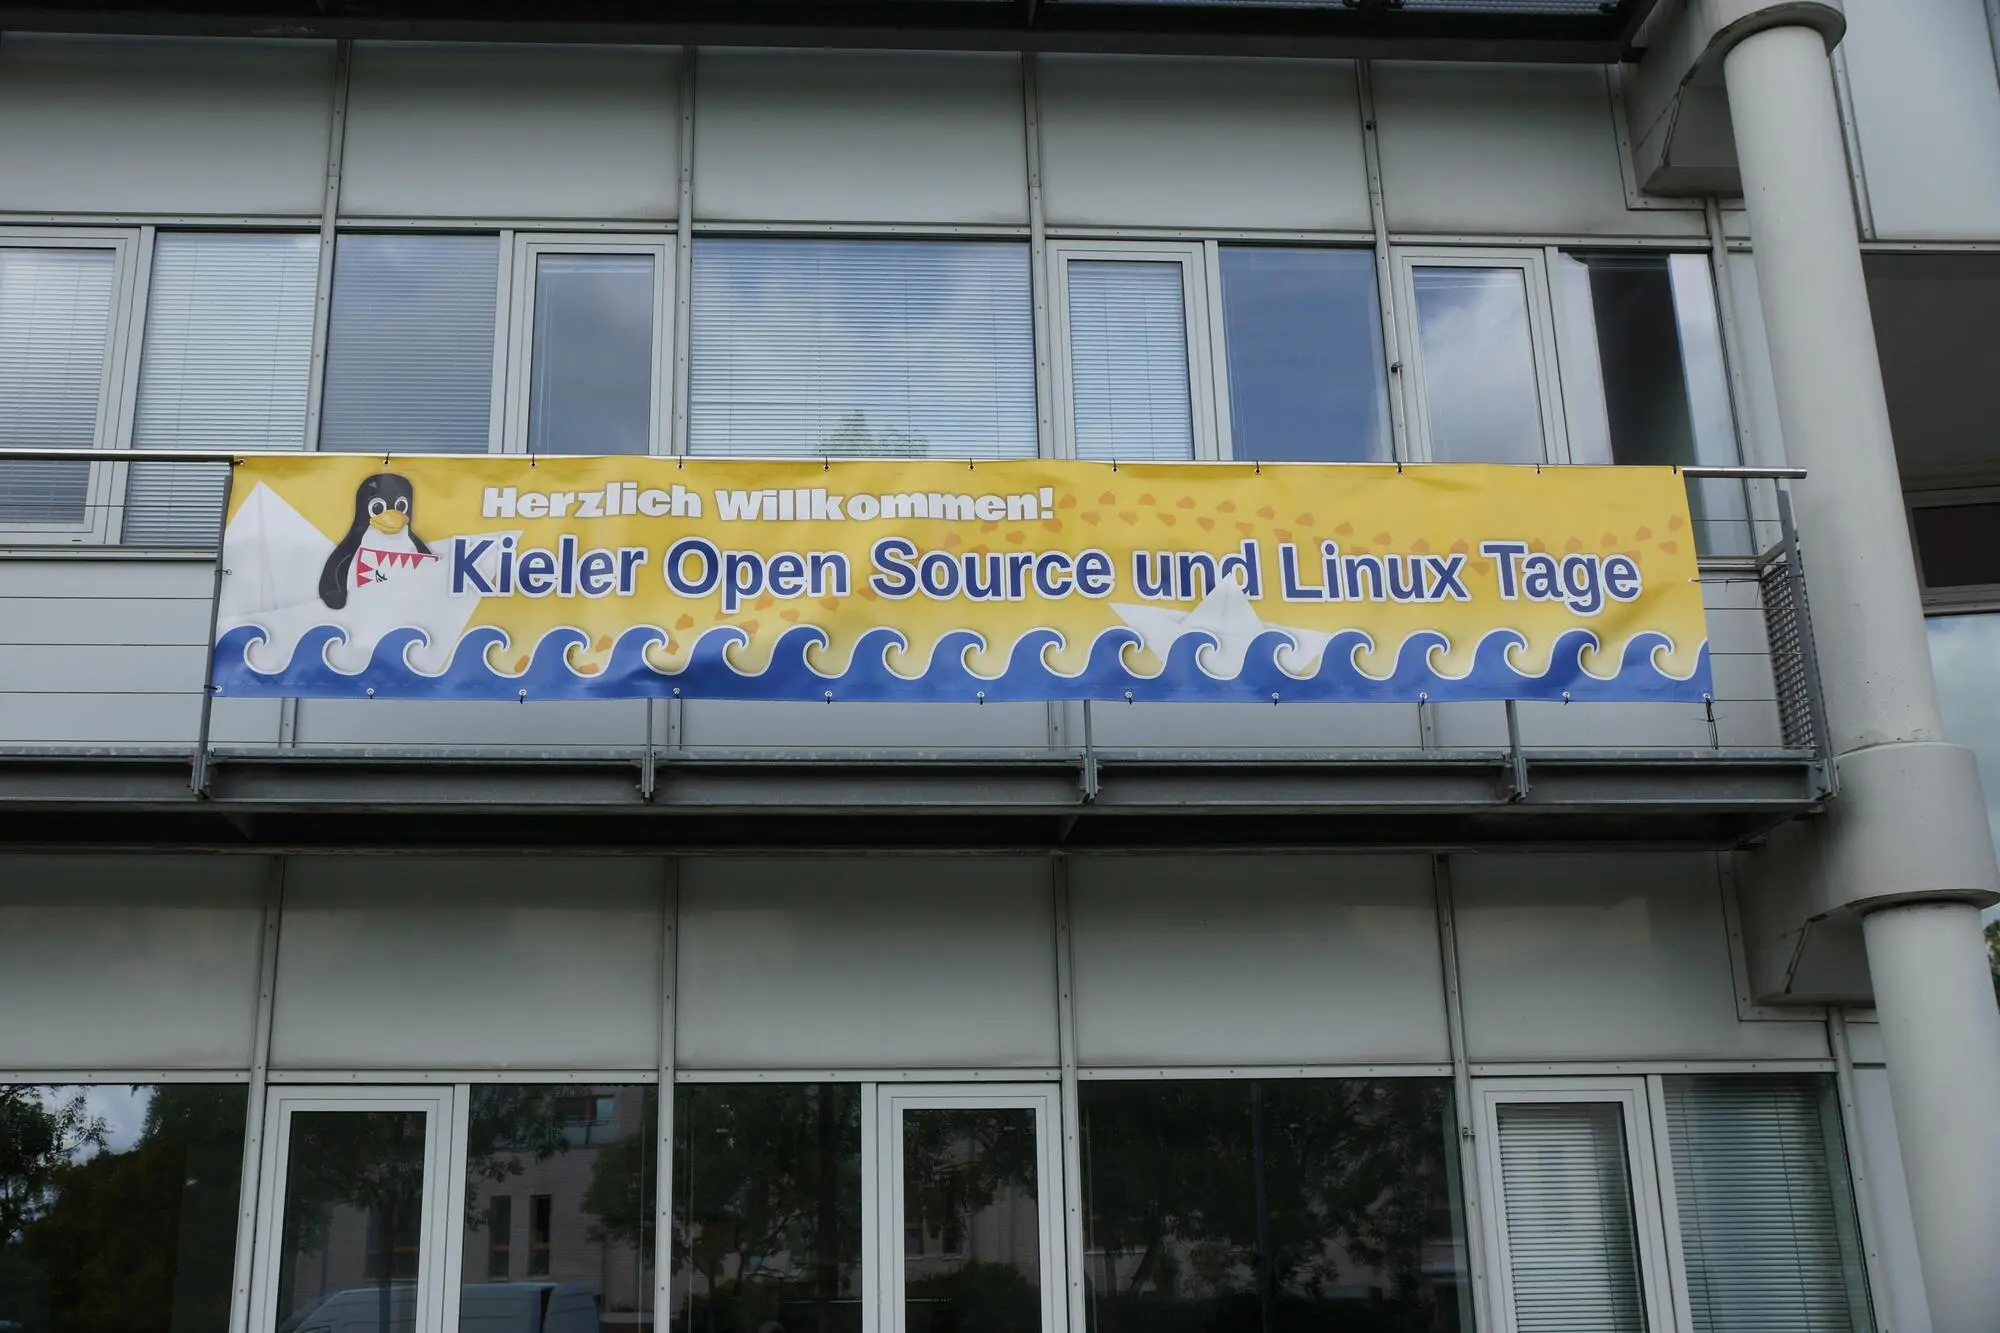 Herzlich Willkommen!
Kieler Open Source und Linux Tage